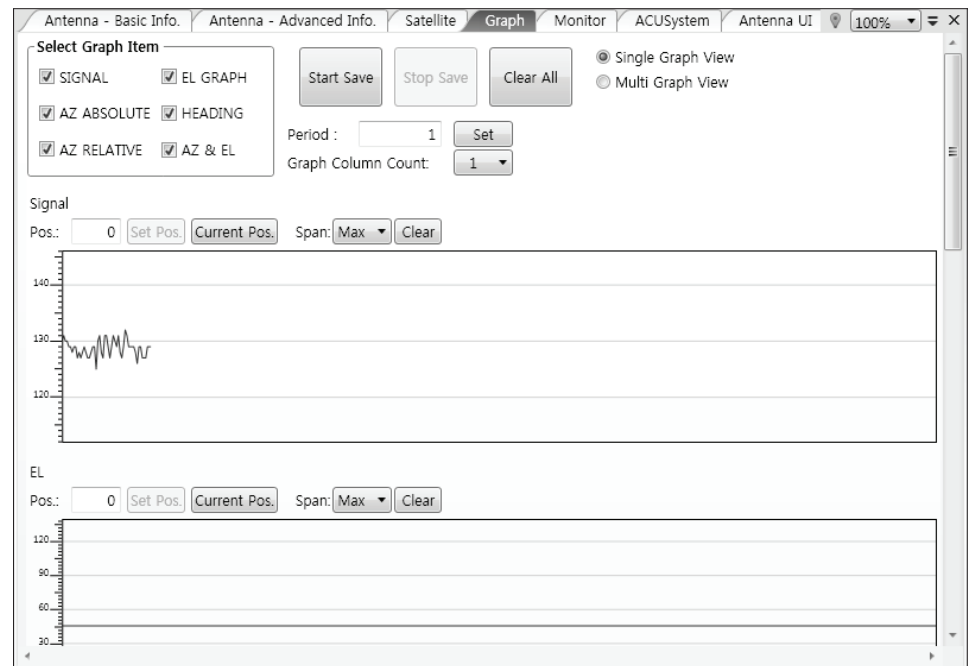 Antenna - Basic Info. Antenna - Advanced Info. Satellite Graph Monitor ACUSystem Antenna UI 100%
Select Graph Item
SIGNAL EL GRAPH
AZ ABSOLUTE HEADING
AZ RELATIVE AZ & EL
Start Save Stop Save Clear All
Single Graph View
Multi Graph View
Period : 1 Set
Graph Column Count: 1
Signal
Pos.: 0 Set Pos. Current Pos. Span: Max Clear
140
130
120
EL
Pos.: 0 Set Pos. Current Pos. Span: Max Clear
120
90
60
30